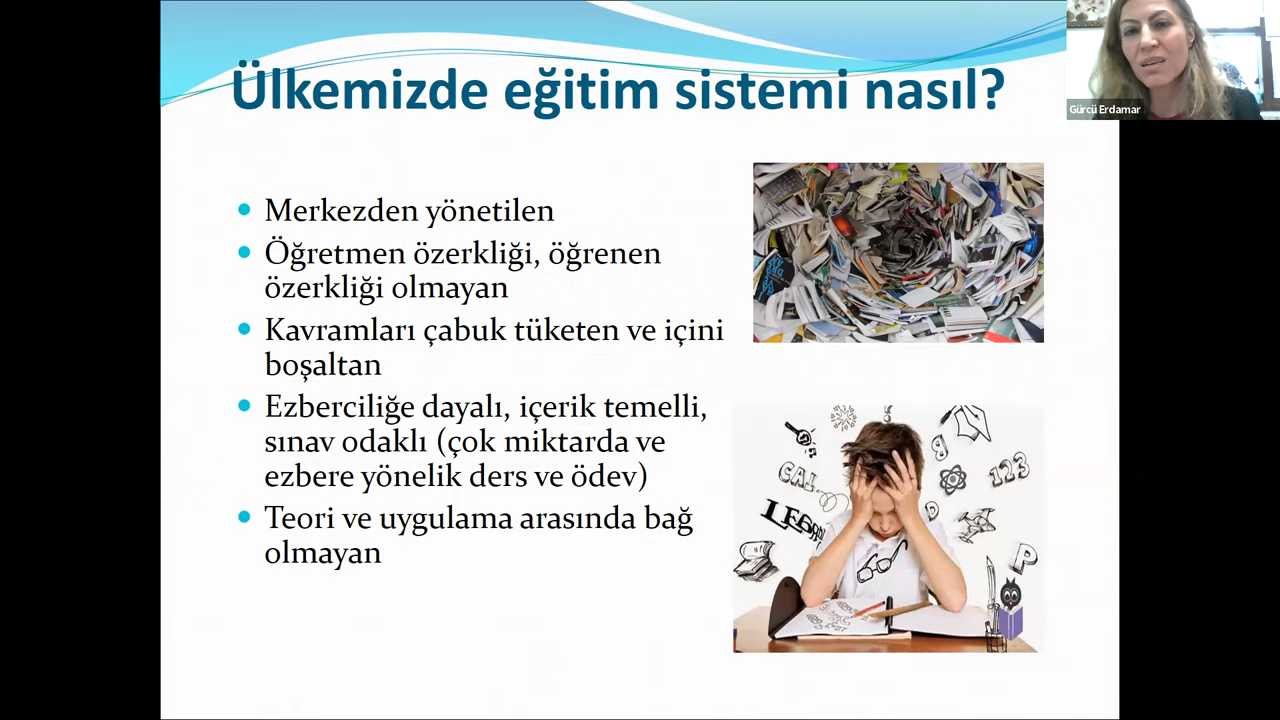 Ülkemizde eğitim sistemi nasıl?
Gürcü Erdamar
Merkezden yönetilen
Öğretmen özerkliği, öğrenen
özerkliği olmayan
Kavramları çabuk tüketen ve içini
boşaltan
Ezberciliğe dayalı, içerik temelli,
sınav odaklı (çok miktarda ve
ezbere yönelik ders ve ödev)
Teori ve uygulama arasında bağ
olmayan
123
P